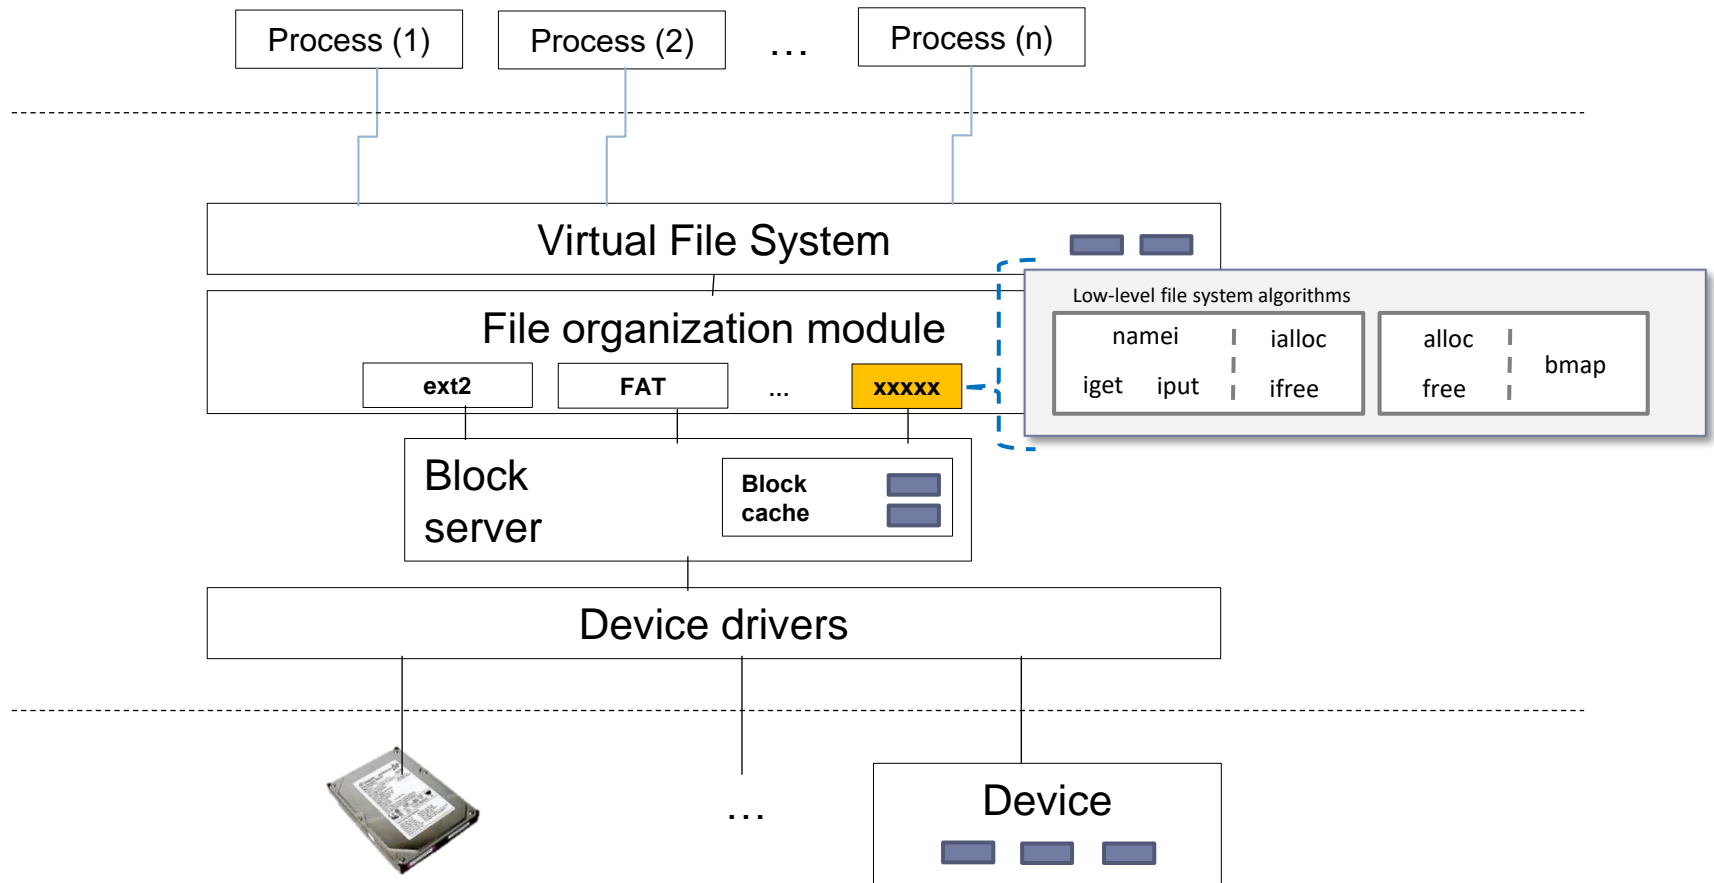 Process (1)
Process (2)
...
Process (n)
Virtual File System
File organization module
ext2
FAT
...
xxxxx
Low-level file system algorithms
namei
ialloc
iget
iput
ifree
alloc
bmap
free
Block
server
Block
cache
Device drivers
...
Device